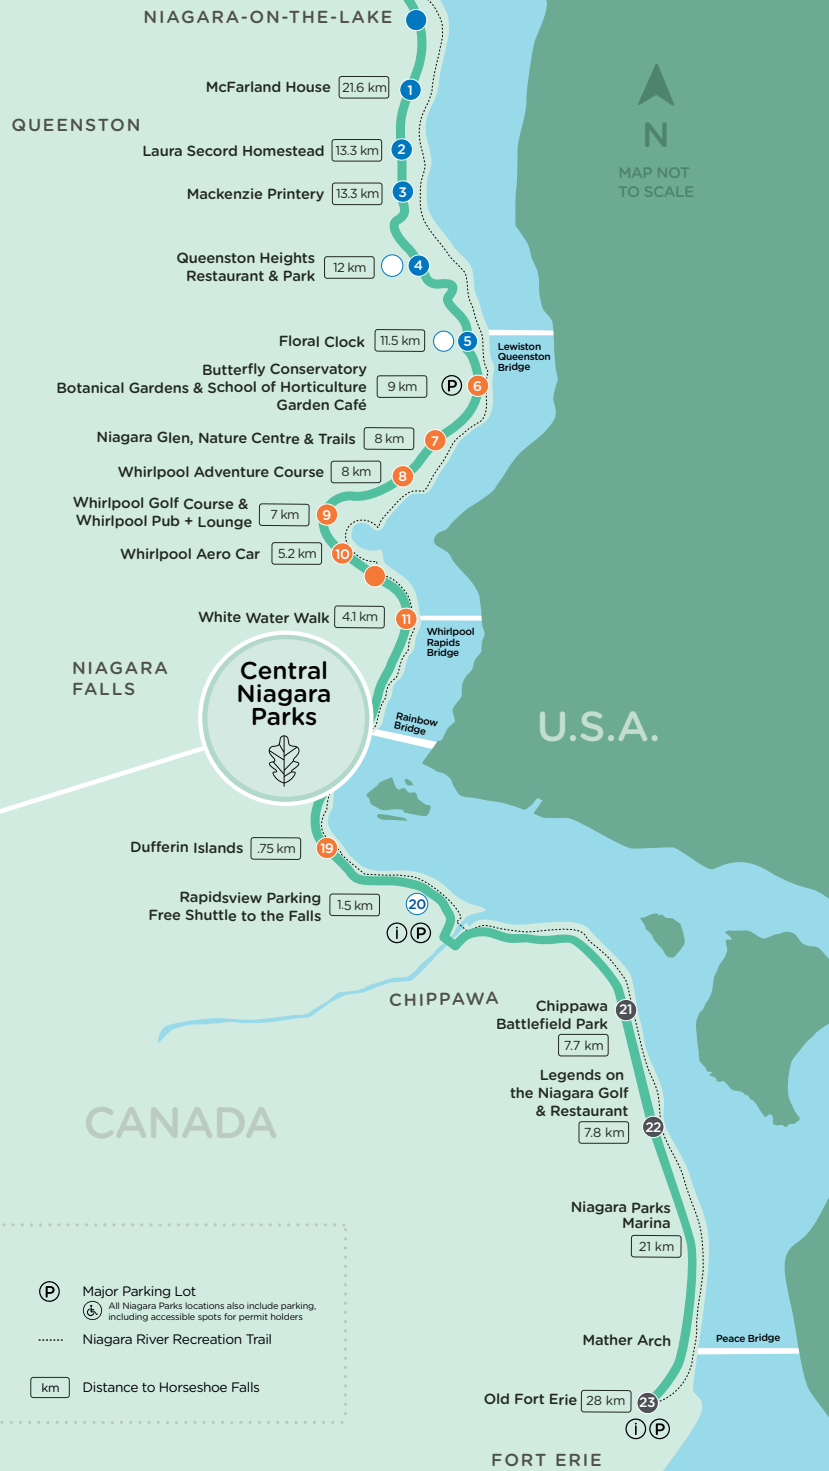 NIAGARA-ON-THE-LAKE
McFarland House
21.6 km
1
N
QUEENSTON
Laura Secord Homestead
13.3 km
2
MAP NOT
TO SCALE
Mackenzie Printery
13.3 km
3
Queenston Heights
Restaurant & Park
12 km
4
Floral Clock
11.5 km
5
Lewiston
Queenston
Bridge
Butterfly Conservatory
Botanical Gardens & School of Horticulture
Garden Café
9 km
P
6
Niagara Glen, Nature Centre & Trails
8 km
7
Whirlpool Adventure Course
8 km
8
Whirlpool Golf Course &
Whirlpool Pub + Lounge
7 km
9
Whirlpool Aero Car
5.2 km
10
White Water Walk
4.1 km
11
Whirlpool
Rapids
Bridge
NIAGARA
FALLS
Central
Niagara
Parks
Rainbow
Bridge
U.S.A.
Dufferin Islands
.75 km
19
Rapidsview Parking
Free Shuttle to the Falls
1.5 km
20
i P
CHIPPAWA
Chippawa
Battlefield Park
7.7 km
21
Legends on
the Niagara Golf
& Restaurant
7.8 km
22
CANADA
Niagara Parks
Marina
21 km
Mather Arch
Peace Bridge
Old Fort Erie
28 km
23
i P
FORT ERIE
P
Major Parking Lot
All Niagara Parks locations also include parking,
including accessible spots for permit holders
Niagara River Recreation Trail
km
Distance to Horseshoe Falls